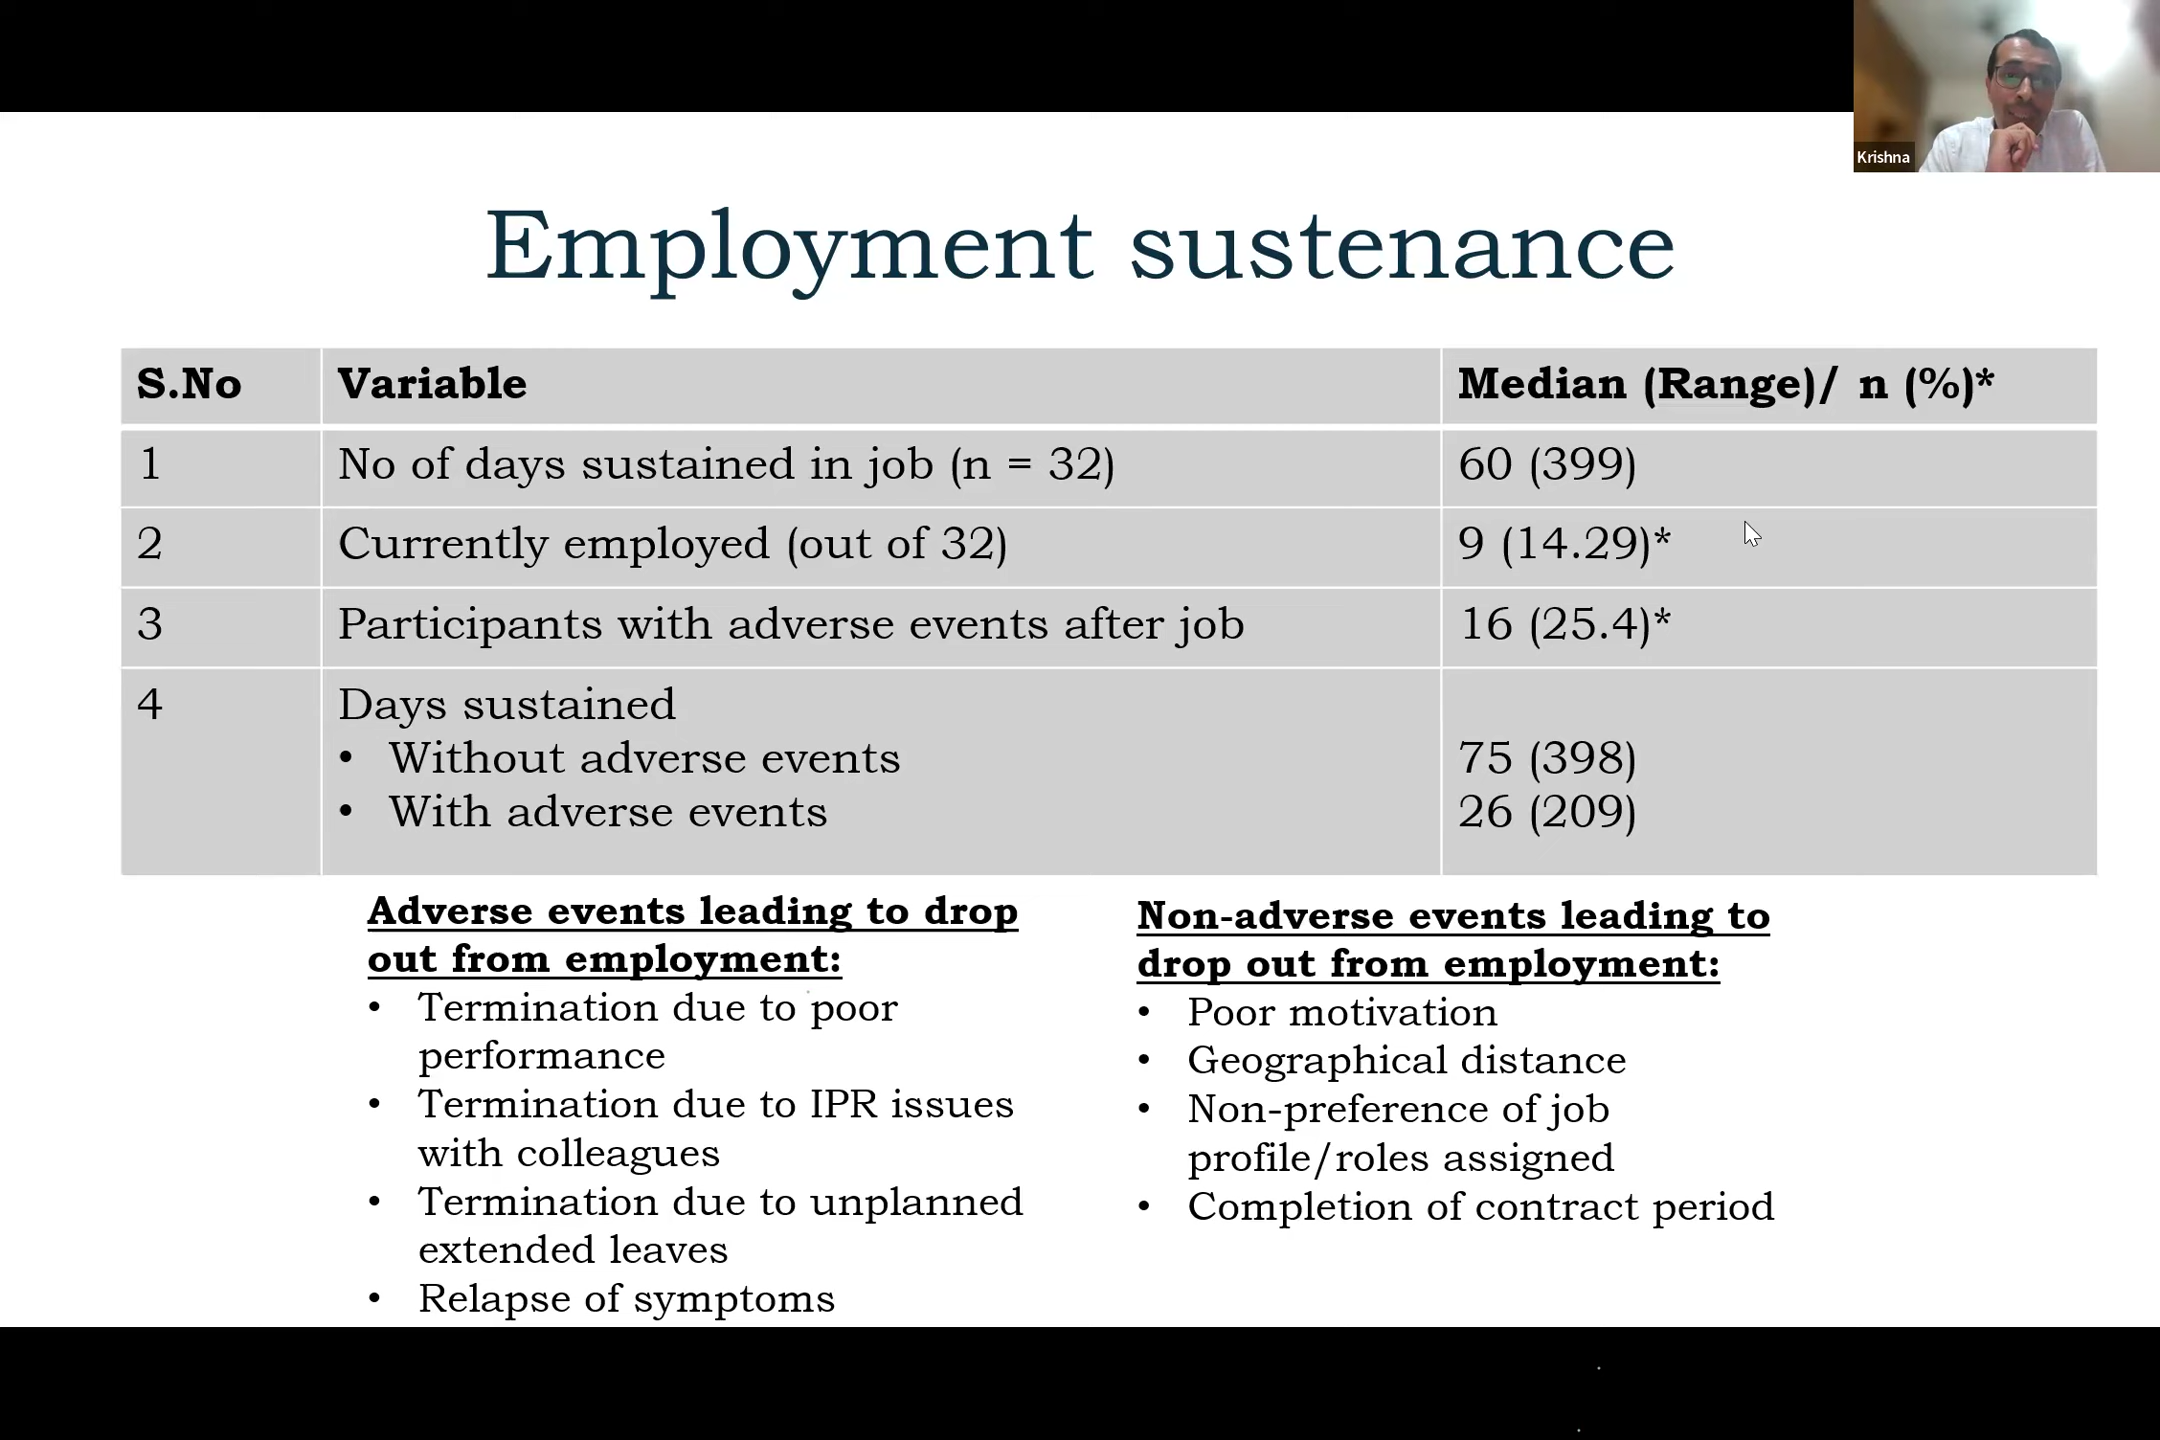 Krishna
Employment sustenance
S.No Variable Median (Range)/ n (%)*
1 No of days sustained in job (n = 32) 60 (399)
2 Currently employed (out of 32) 9 (14.29)*
3 Participants with adverse events after job 16 (25.4)*
4 Days sustained
• Without adverse events 75 (398)
• With adverse events 26 (209)
Adverse events leading to drop
out from employment:
• Termination due to poor
performance
• Termination due to IPR issues
with colleagues
• Termination due to unplanned
extended leaves
• Relapse of symptoms
Non-adverse events leading to
drop out from employment:
• Poor motivation
• Geographical distance
• Non-preference of job
profile/roles assigned
• Completion of contract period